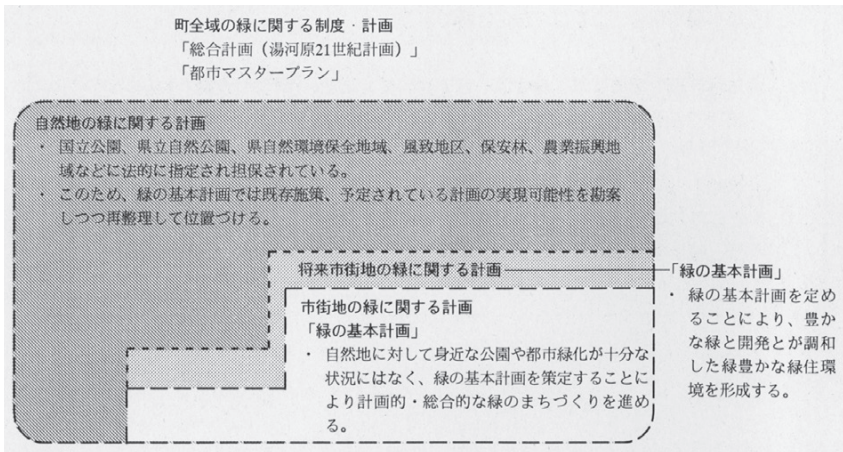 町全域の緑に関する制度・計画
「総合計画（湯河原21世紀計画）」
「都市マスタープラン」
自然地の緑に関する計画
・ 国立公園、県立自然公園、県自然環境保全地域、風致地区、保安林、農業振興地
域などに法的に指定され担保されている。
・ このため、緑の基本計画では既存施策、予定されている計画の実現可能性を勘案
しつつ再整理して位置づける。
将来市街地の緑に関する計画
「緑の基本計画」
・ 緑の基本計画を定め
ることにより、豊か
な緑と開発とが調和
した緑豊かな緑住環
境を形成する。
市街地の緑に関する計画
「緑の基本計画」
・ 自然地に対して身近な公園や都市緑化が十分な
状況にはなく、緑の基本計画を策定することに
より計画的・総合的な緑のまちづくりを進め
る。